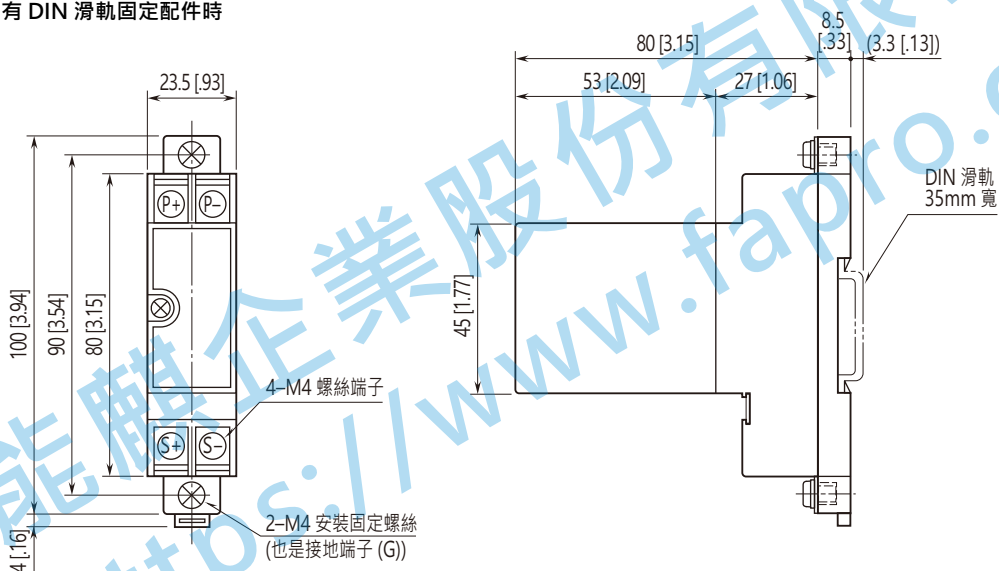 有 DIN 滑軌固定配件時
8.5
[.33]
(3.3 [.13])
80 [3.15]
53 [2.09]
27 [1.06]
23.5 [.93]
P+
P–
DIN 滑軌
35mm 寬
100 [3.94]
90 [3.54]
80 [3.15]
45 [1.77]
4–M4 螺絲端子
S+
S–
2–M4 安裝固定螺絲
(也是接地端子 (G))
4 [.16]
能麒企業股份有限
https://www.fapro.c